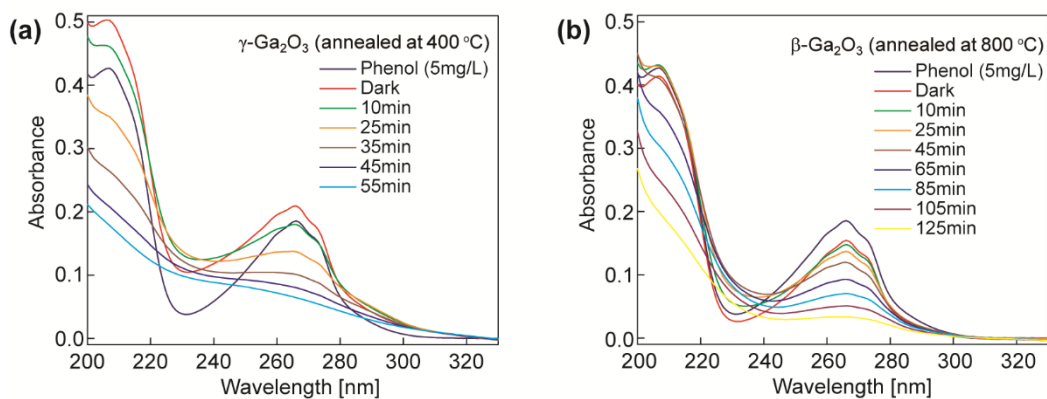 (a)
γ-Ga₂O₃ (annealed at 400 °C)
Phenol (5mg/L)
Dark
10min
25min
35min
45min
55min
Absorbance
0.5
0.4
0.3
0.2
0.1
0.0
200 220 240 260 280 300 320
Wavelength [nm]
(b)
β-Ga₂O₃ (annealed at 800 °C)
Phenol (5mg/L)
Dark
10min
25min
45min
65min
85min
105min
125min
Absorbance
0.5
0.4
0.3
0.2
0.1
0.0
200 220 240 260 280 300 320
Wavelength [nm]